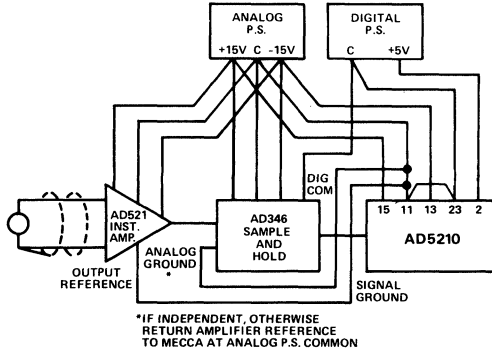 ANALOG
P.S.
+15V C -15V
DIGITAL
P.S.
C +5V
DIG
COM
15 11 13 23 2
AD521
INST.
AMP.
AD346
SAMPLE
AND
HOLD
AD5210
ANALOG
GROUND
*
OUTPUT
REFERENCE
SIGNAL
GROUND
*IF INDEPENDENT, OTHERWISE
RETURN AMPLIFIER REFERENCE
TO MECCA AT ANALOG P.S. COMMON